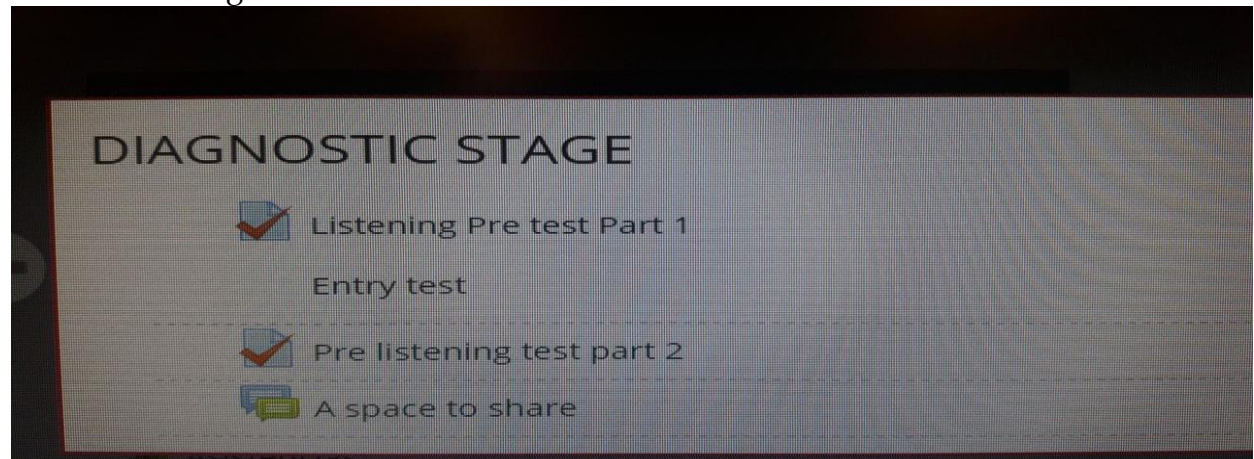 DIAGNOSTIC STAGE
Listening Pre test Part 1
Entry test
Pre listening test part 2
A space to share